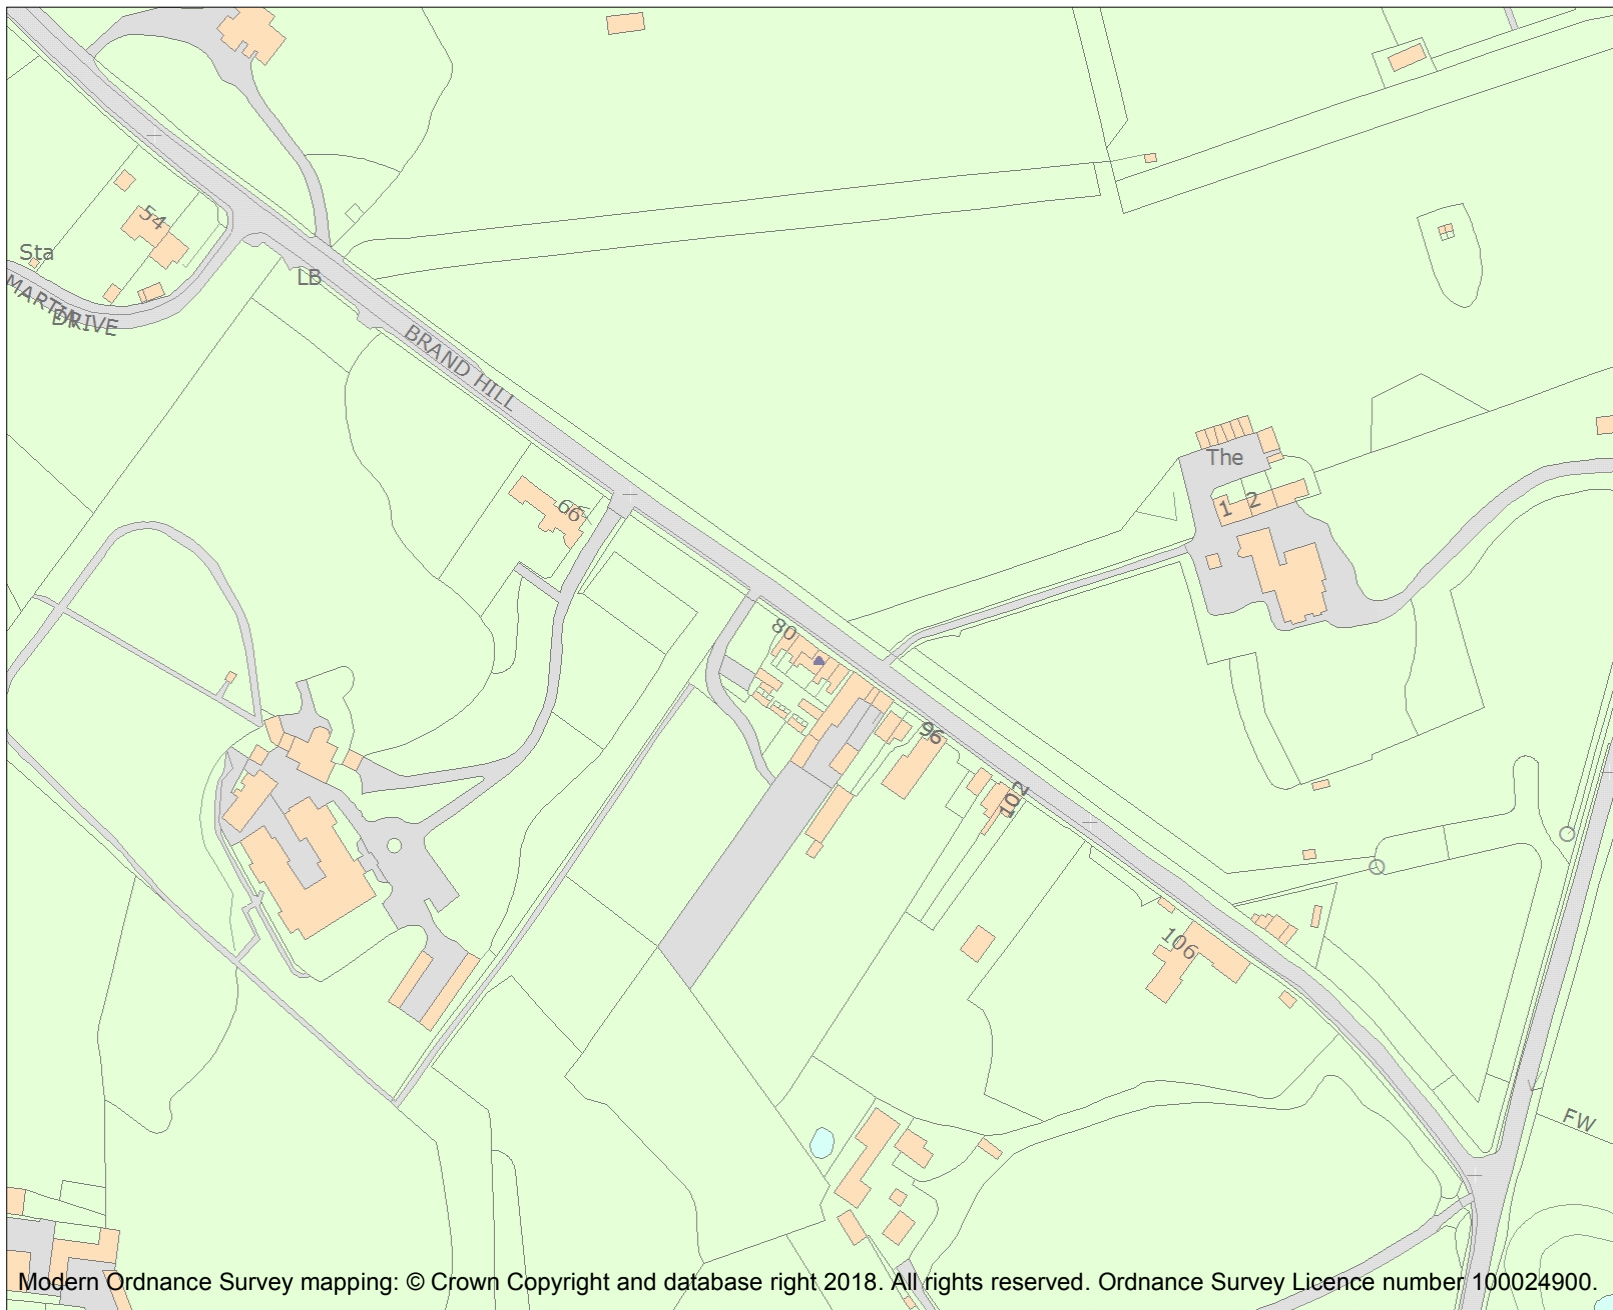 54
Sta
LB
MARTIN
DRIVE
BRAND HILL
The
1 2
66
80
96
102
106
FW
Modern Ordnance Survey mapping: © Crown Copyright and database right 2018. All rights reserved. Ordnance Survey Licence number 100024900.